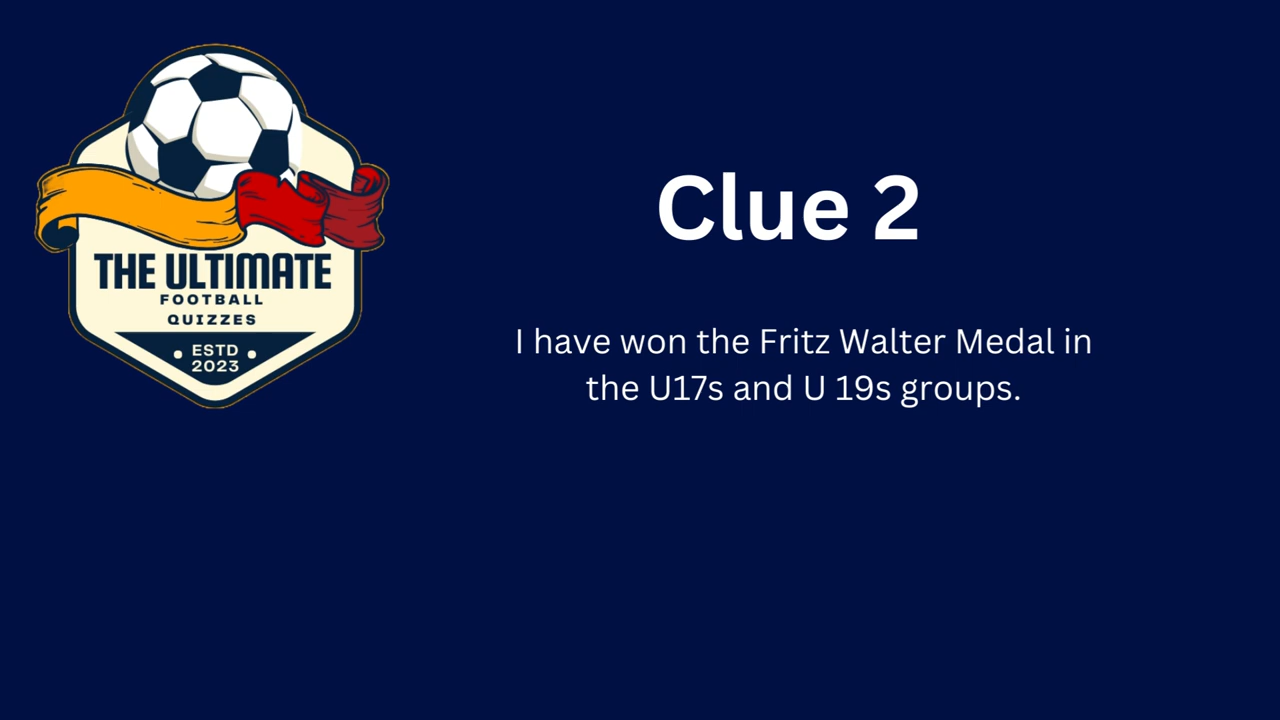 THE ULTIMATE
FOOTBALL
QUIZZES
ESTD
2023
Clue 2
I have won the Fritz Walter Medal in
the U17s and U 19s groups.